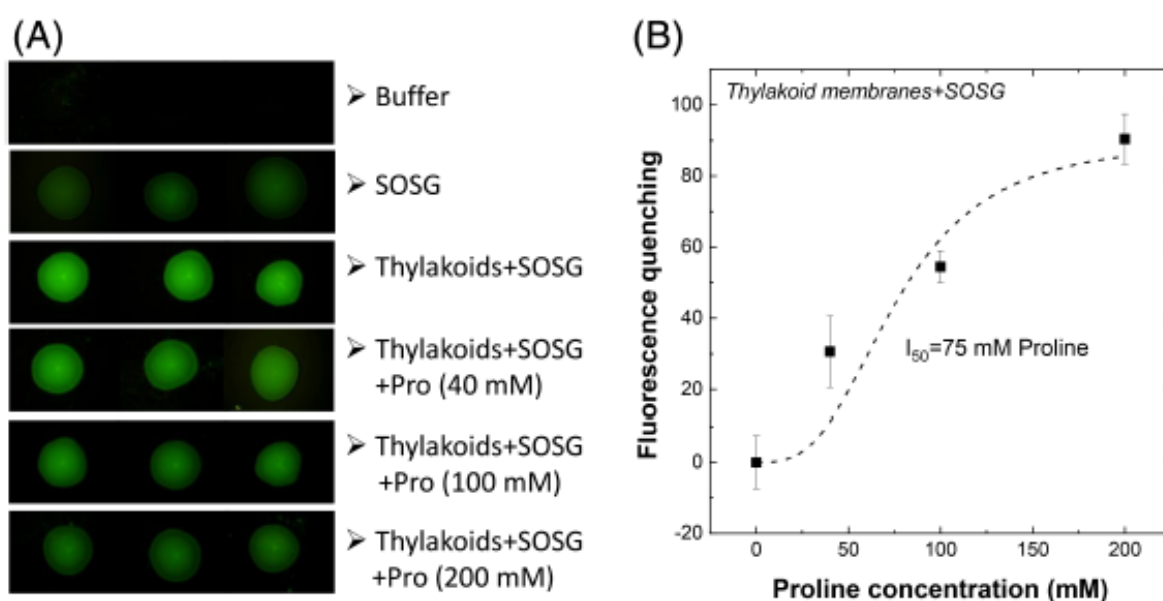 (A)
➢ Buffer
➢ SOSG
➢ Thylakoids+SOSG
➢ Thylakoids+SOSG
+Pro (40 mM)
➢ Thylakoids+SOSG
+Pro (100 mM)
➢ Thylakoids+SOSG
+Pro (200 mM)
(B)
Thylakoid membranes+SOSG
Fluorescence quenching
100
80
60
40
20
0
-20
I₅₀=75 mM Proline
0 50 100 150 200
Proline concentration (mM)